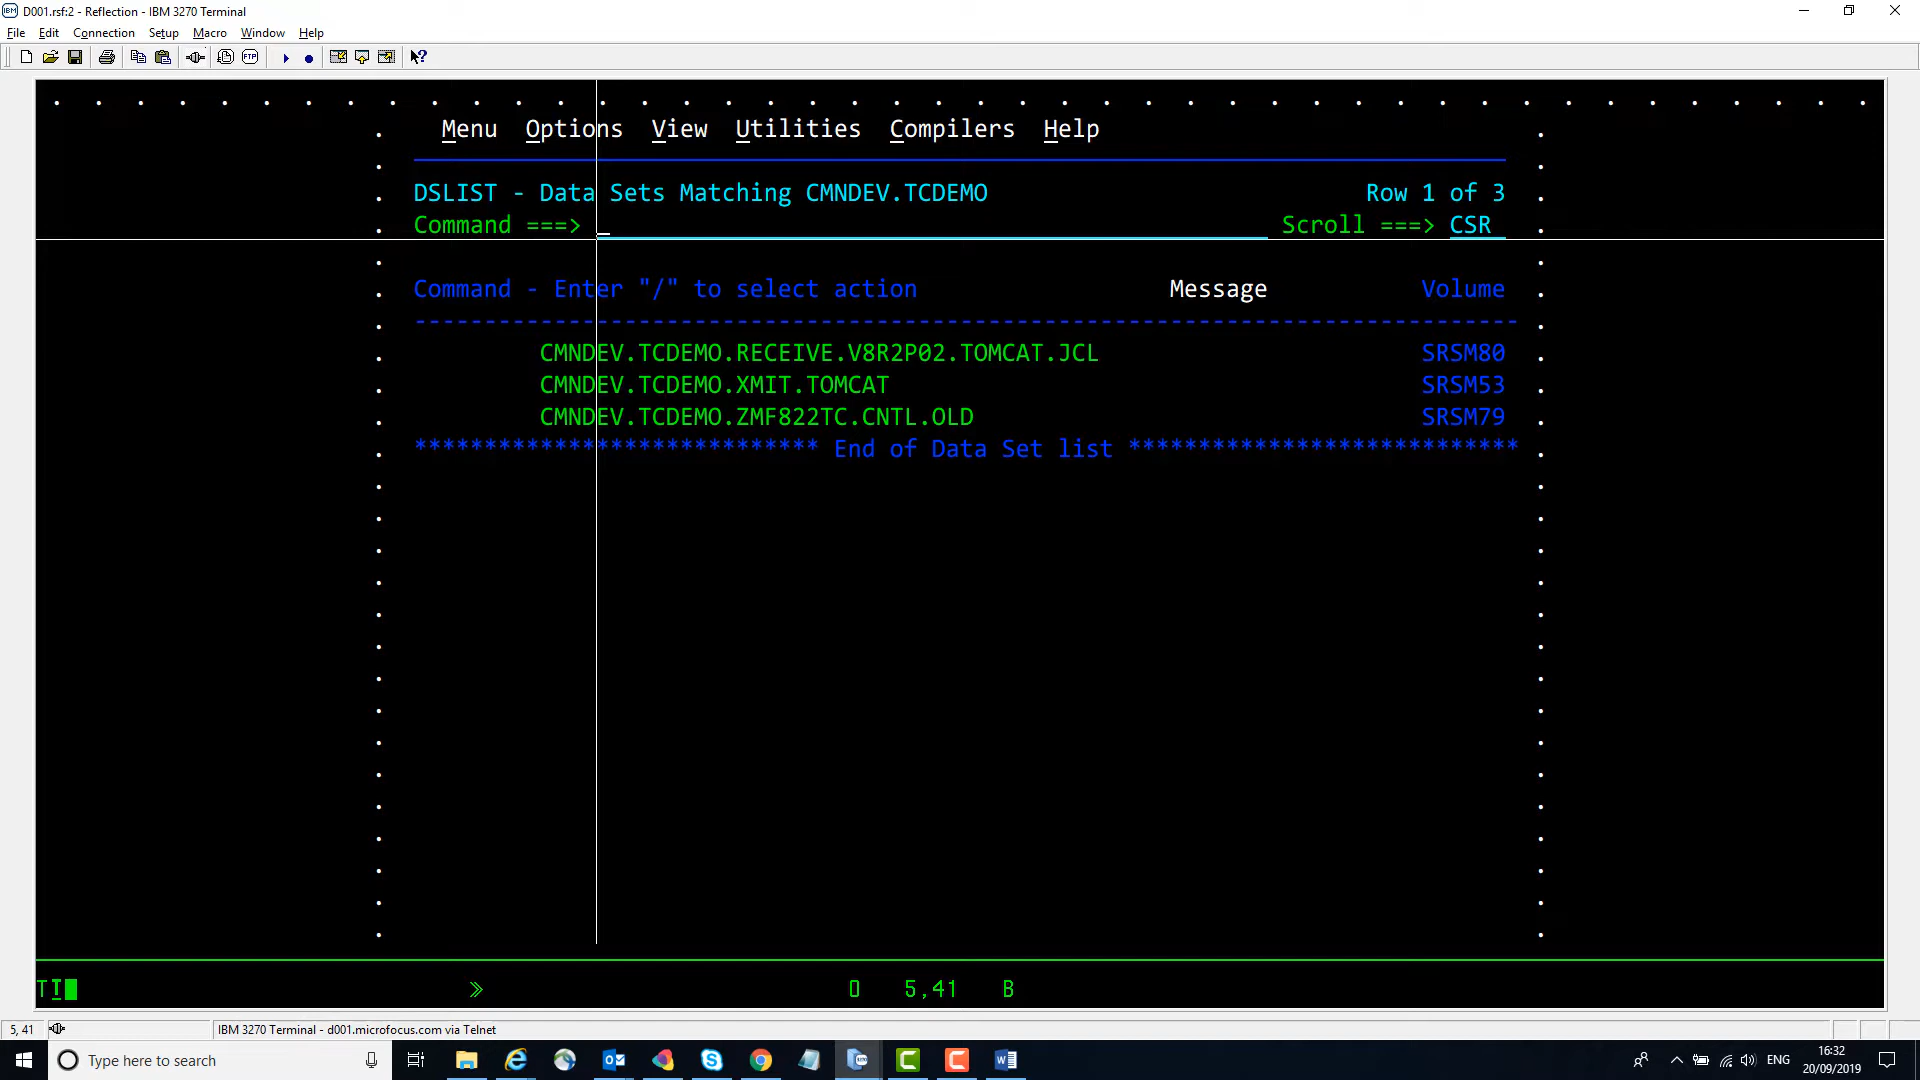 D001.rsf:2 - Reflection - IBM 3270 Terminal
File Edit Connection Setup Macro Window Help
Menu Options View Utilities Compilers Help
DSLIST - Data Sets Matching CMNDEV.TCDEMO Row 1 of 3
Command ===> Scroll ===> CSR
Command - Enter "/" to select action Message Volume
-------------------------------------------------------------------------------
CMNDEV.TCDEMO.RECEIVE.V8R2P02.TOMCAT.JCL SRSM80
CMNDEV.TCDEMO.XMIT.TOMCAT SRSM53
CMNDEV.TCDEMO.ZMF822TC.CNTL.OLD SRSM79
***************************** End of Data Set list ****************************
5,41 B
5, 41 IBM 3270 Terminal - d001.microfocus.com via Telnet
Type here to search
ENG
16:32
20/09/2019